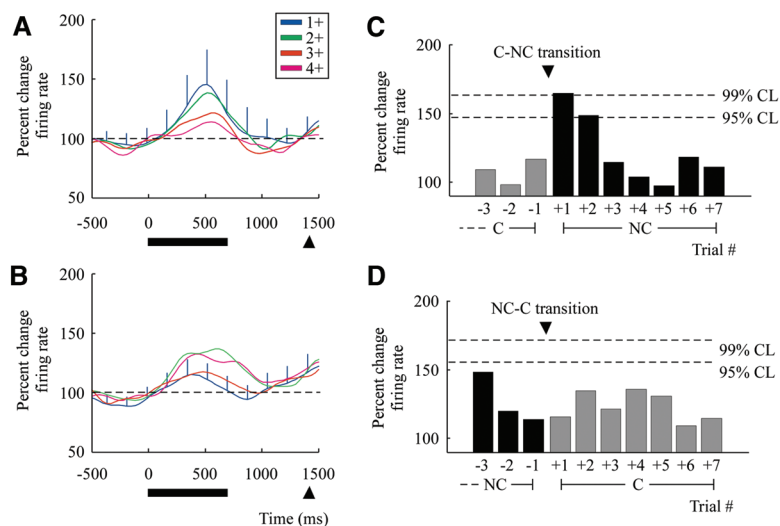 A
Percent change
firing rate
200
150
100
50
1+
2+
3+
4+
-500 0 500 1000 1500
B
Percent change
firing rate
200
150
100
50
-500 0 500 1000 1500
Time (ms)
C
Percent change
firing rate
200
150
100
C-NC transition
99% CL
95% CL
-3 -2 -1 +1 +2 +3 +4 +5 +6 +7
C NC
Trial #
D
Percent change
firing rate
200
150
100
NC-C transition
99% CL
95% CL
-3 -2 -1 +1 +2 +3 +4 +5 +6 +7
NC C
Trial #